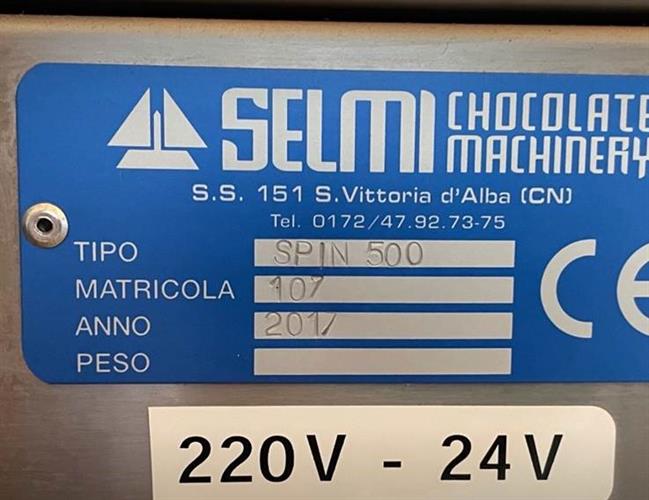 SELMI CHOCOLATE MACHINERY
S.S. 151 S.Vittoria d'Alba (CN)
Tel. 0172/47.92.73-75
TIPO SPIN 500
MATRICOLA 107
ANNO
PESO
CE
220V - 24V